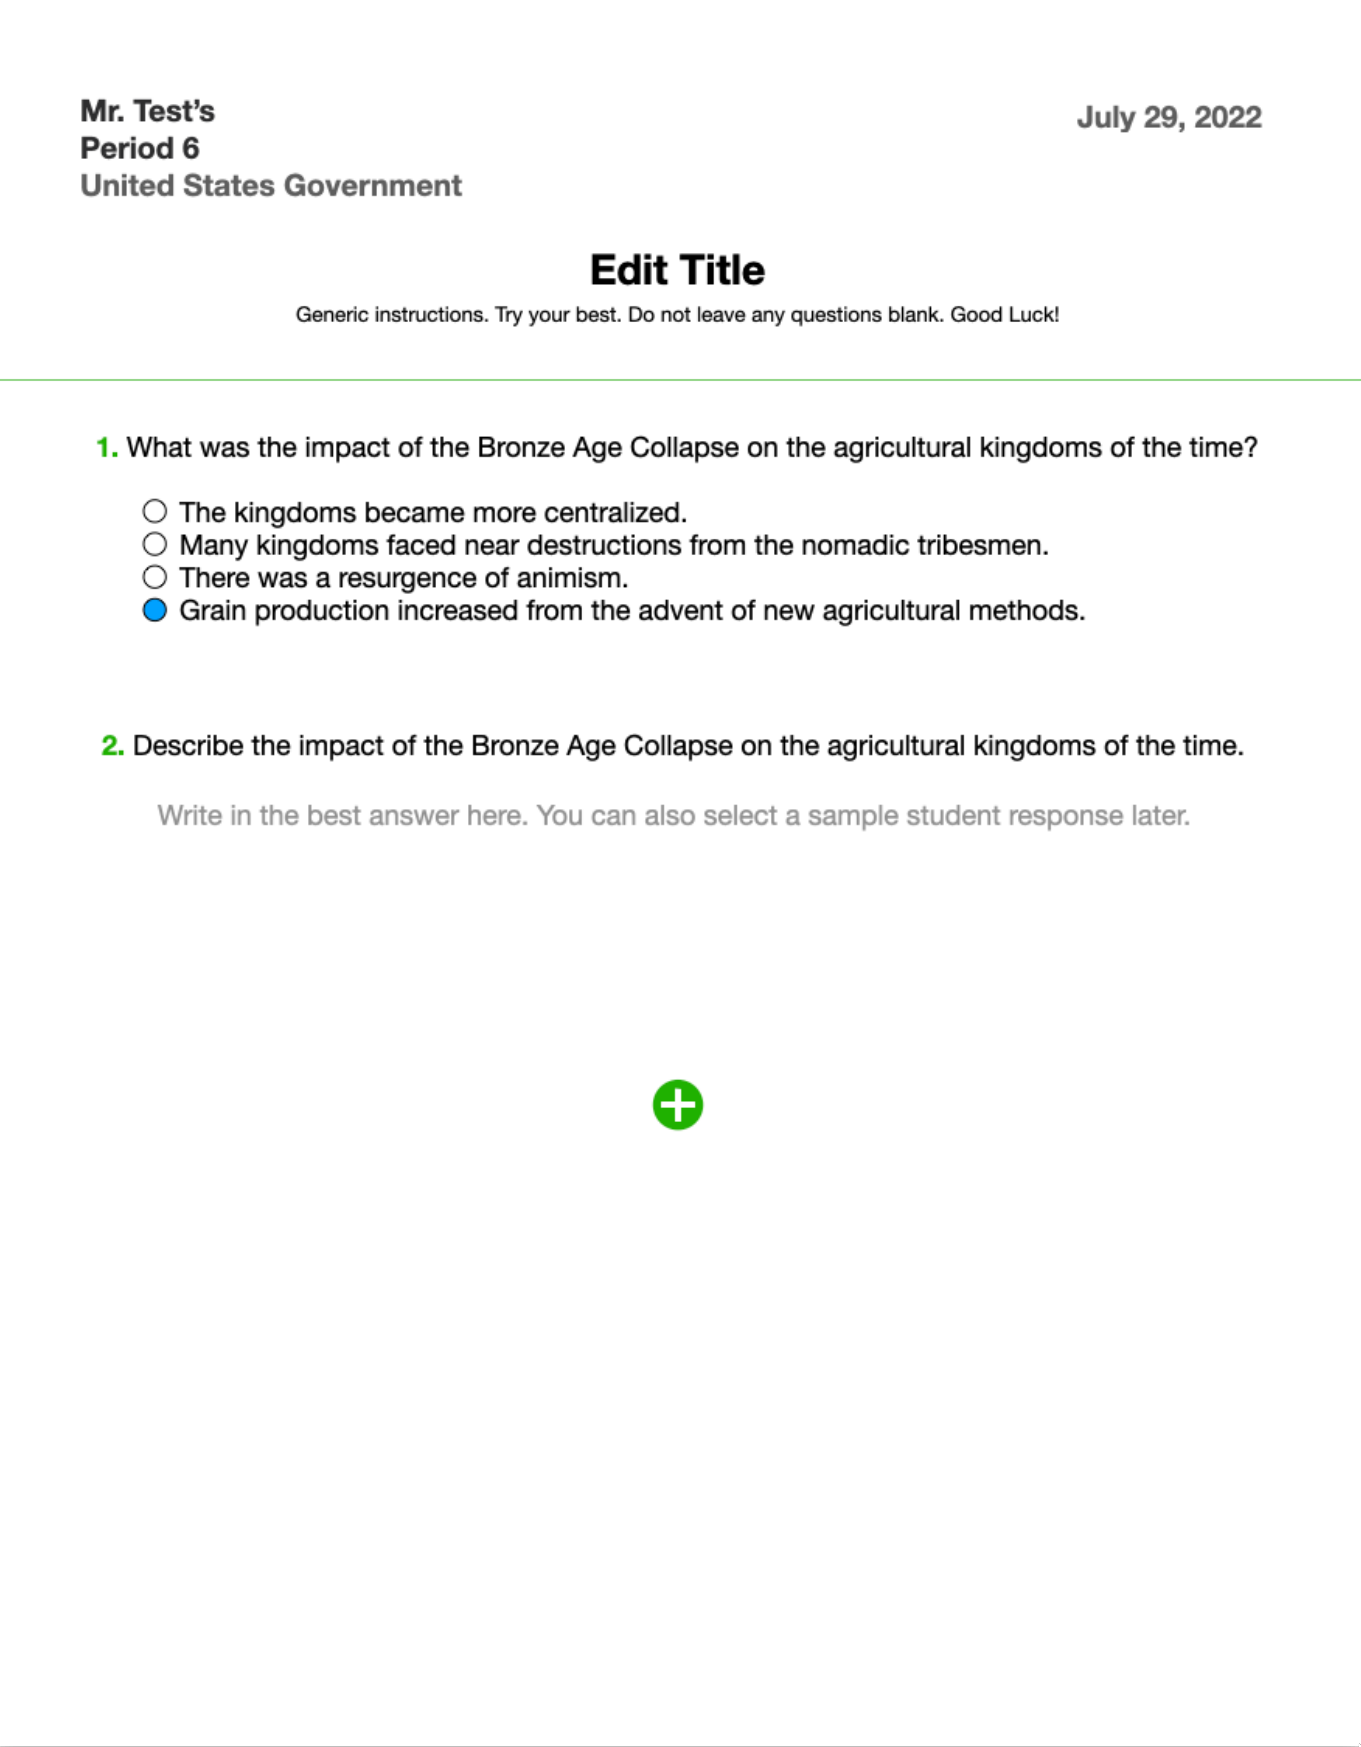 Mr. Test’s
Period 6
United States Government
July 29, 2022
Edit Title
Generic instructions. Try your best. Do not leave any questions blank. Good Luck!
1. What was the impact of the Bronze Age Collapse on the agricultural kingdoms of the time?
The kingdoms became more centralized.
Many kingdoms faced near destructions from the nomadic tribesmen.
There was a resurgence of animism.
Grain production increased from the advent of new agricultural methods.
2. Describe the impact of the Bronze Age Collapse on the agricultural kingdoms of the time.
Write in the best answer here. You can also select a sample student response later.